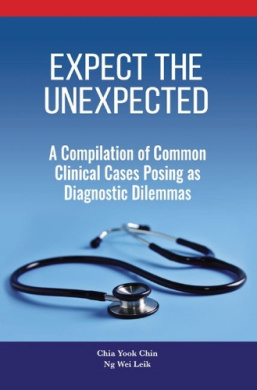 EXPECT THE
UNEXPECTED
A Compilation of Common
Clinical Cases Posing as
Diagnostic Dilemmas
Chia Yook Chin
Ng Wei Leik